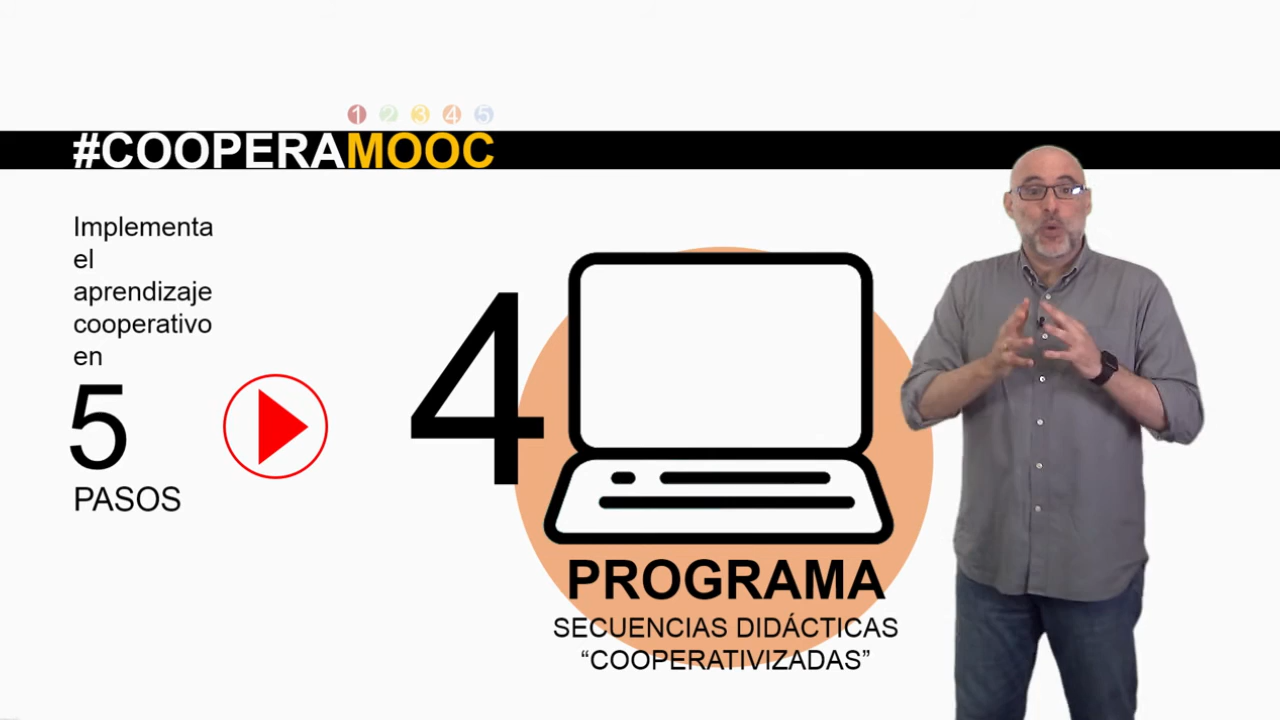 1 2 3 4 5
#COOPERAMOOC
Implementa
el
aprendizaje
cooperativo
en
5
PASOS
4
PROGRAMA
SECUENCIAS DIDÁCTICAS
“COOPERATIVIZADAS”